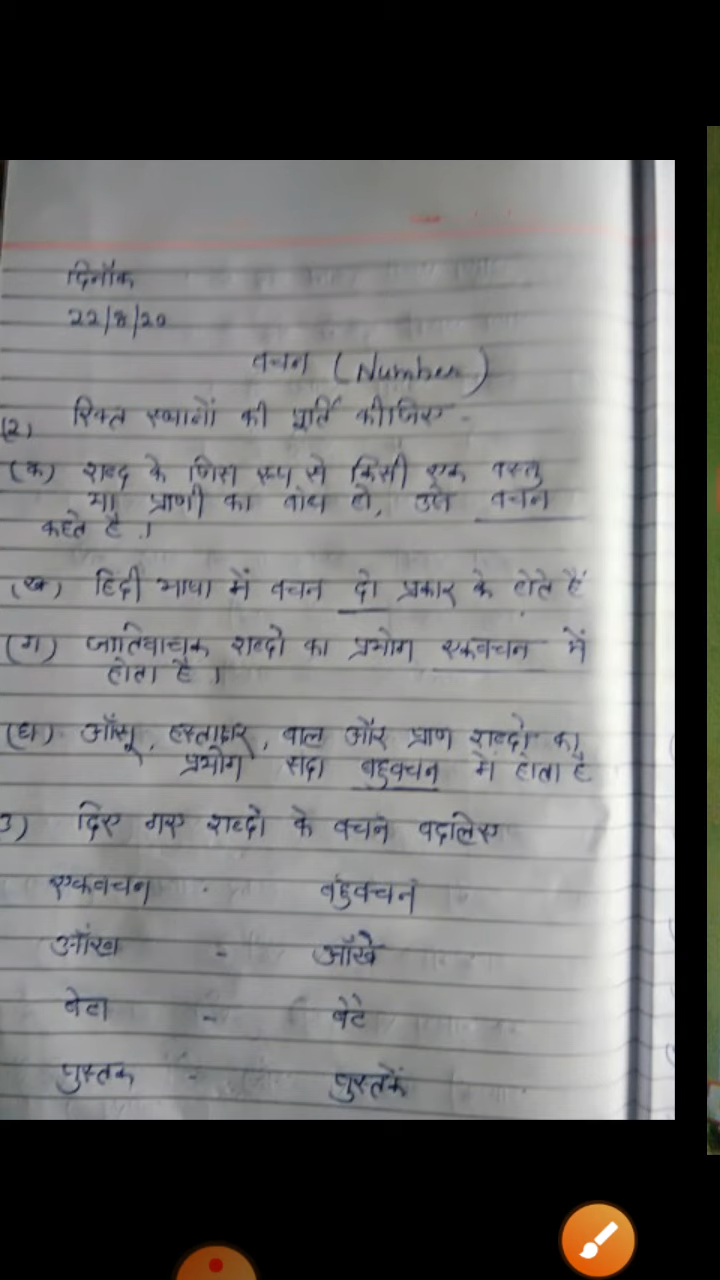 दिनाँक
22/8/20
वचन (Number)
(2) रिक्त स्थानों की पूर्ति कीजिए -
(क) शब्द के जिस रूप से किसी एक वस्तु
या प्राणी का बोध हो, उसे वचन
कहते है ।
(ख) हिंदी भाषा में वचन दो प्रकार के होते हैं
(ग) जातिवाचक शब्दो का प्रयोग एकवचन में
होता है ।
(घ) आँसू, हस्ताक्षर, बाल और प्राण शब्दो का
प्रयोग सदा बहुवचन में होता है
3) दिए गए शब्दो के वचन बदलिए
एकवचन - बहुवचन
आँख - आँखें
बेटा - बेटे
पुस्तक - पुस्तकें